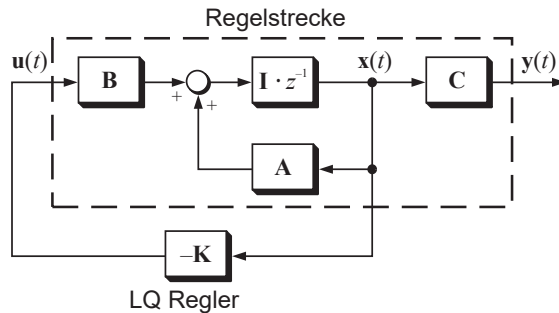 Regelstrecke
u(t) x(t) y(t)
B + + I · z⁻¹ C
A
–K
LQ Regler